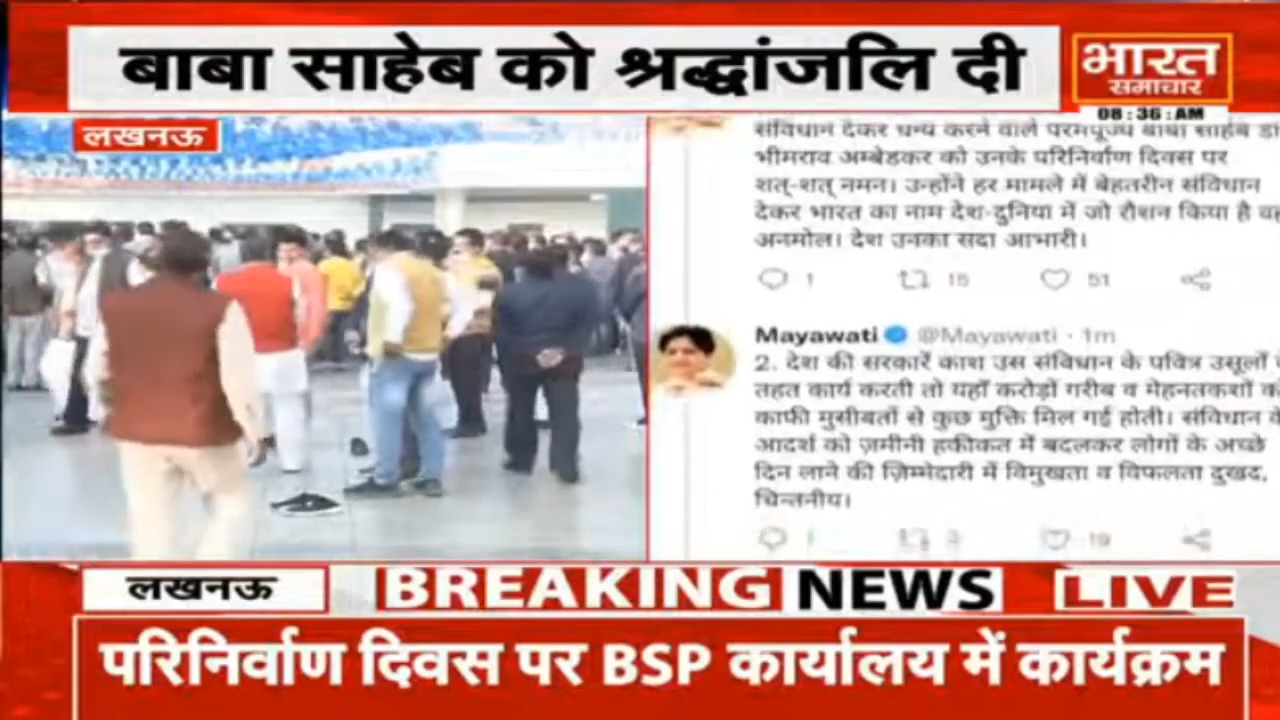 बाबा साहेब को श्रद्धांजलि दी
भारत
समाचार
08:36:AM
लखनऊ
संविधान देकर धन्य करने वाले परमपूज्य बाबा साहेब डा
भीमराव अम्बेडकर को उनके परिनिर्वाण दिवस पर
शत्-शत् नमन। उन्होंने हर मामले में बेहतरीन संविधान
देकर भारत का नाम देश-दुनिया में जो रौशन किया है वह
अनमोल। देश उनका सदा आभारी।
1 15 51
Mayawati @Mayawati · 1m
2. देश की सरकारें काश उस संविधान के पवित्र उसूलों
तहत कार्य करती तो यहाँ करोड़ों गरीब व मेहनतकशों
काफी मुसीबतों से कुछ मुक्ति मिल गई होती। संविधान के
आदर्श को ज़मीनी हकीकत में बदलकर लोगों के अच्छे
दिन लाने की ज़िम्मेदारी में विमुखता व विफलता दुखद,
चिन्तनीय।
1 3 19
लखनऊ
BREAKING NEWS
LIVE
परिनिर्वाण दिवस पर BSP कार्यालय में कार्यक्रम